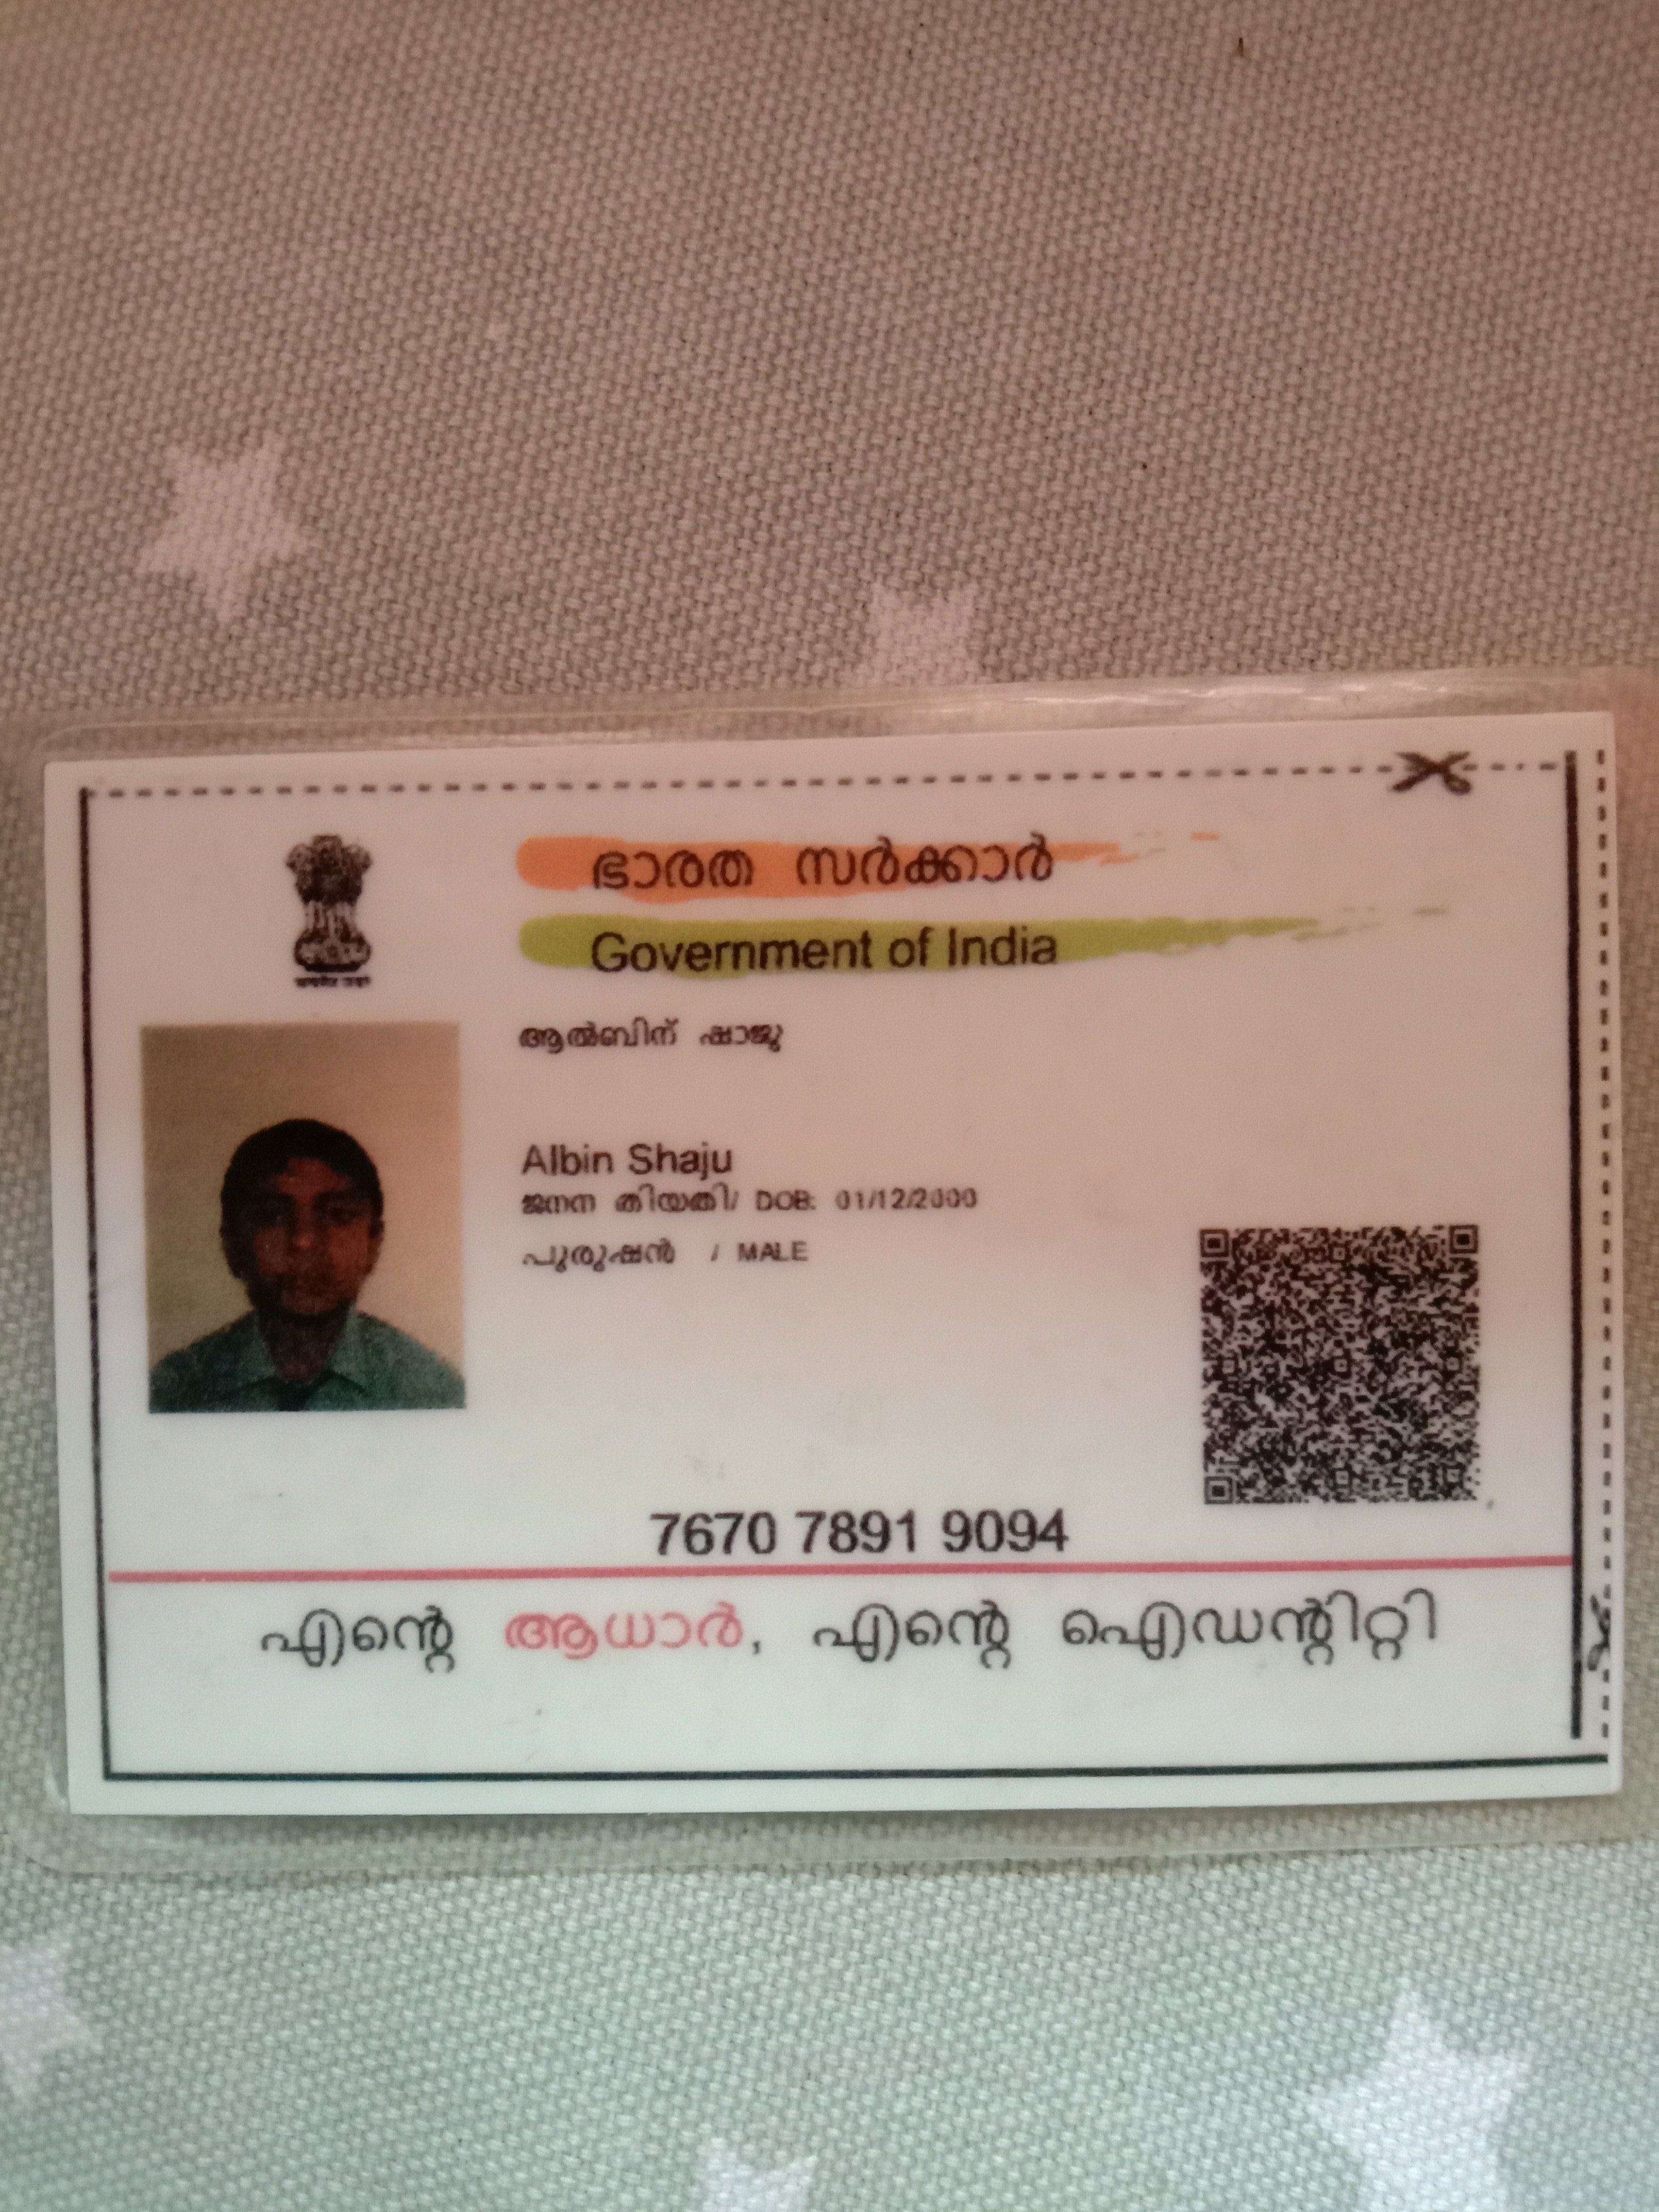 ഭാരത സർക്കാർ
Government of India
ആൽബിന് ഷാജു
Albin Shaju
ജനന തിയതി/ DOB: 01/12/2000
പുരുഷൻ / MALE
7670 7891 9094
എന്റെ ആധാർ, എന്റെ ഐഡന്റിറ്റി